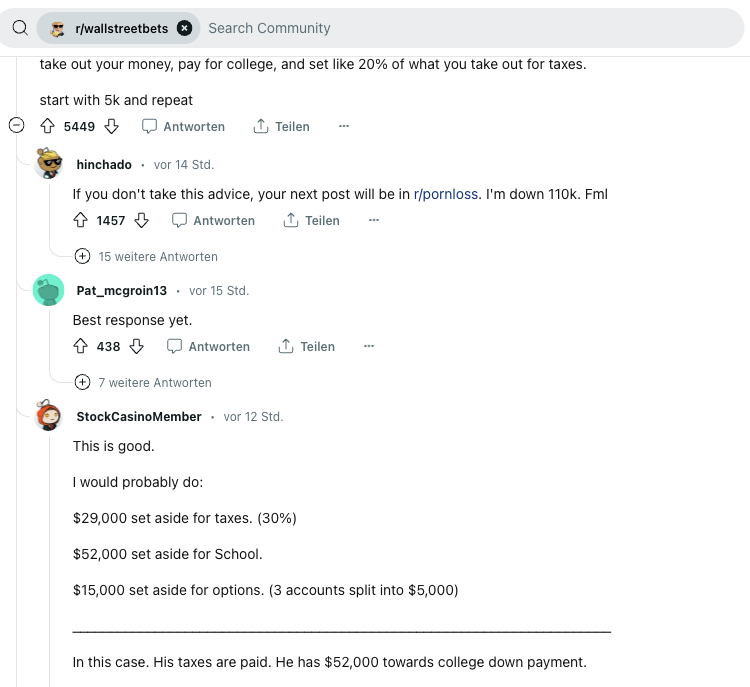 r/wallstreetbets Search Community
take out your money, pay for college, and set like 20% of what you take out for taxes.
start with 5k and repeat
5449 Antworten Teilen ...
hinchado · vor 14 Std.
If you don't take this advice, your next post will be in r/pornloss. I'm down 110k. Fml
1457 Antworten Teilen ...
15 weitere Antworten
Pat_mcgroin13 · vor 15 Std.
Best response yet.
438 Antworten Teilen ...
7 weitere Antworten
StockCasinoMember · vor 12 Std.
This is good.
I would probably do:
$29,000 set aside for taxes. (30%)
$52,000 set aside for School.
$15,000 set aside for options. (3 accounts split into $5,000)
In this case. His taxes are paid. He has $52,000 towards college down payment.